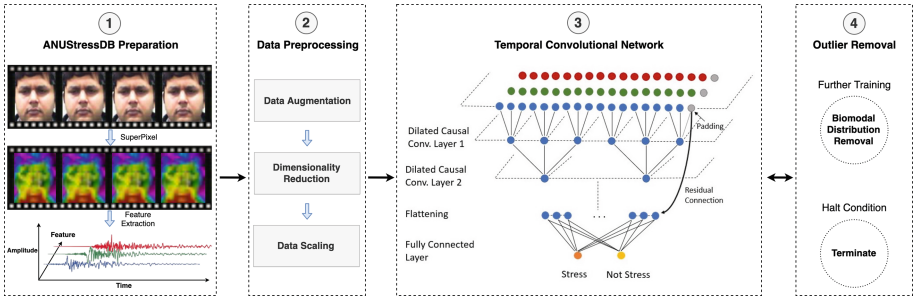 1
ANUStressDB Preparation
SuperPixel
Feature
Extraction
Feature
Amplitude
Time
2
Data Preprocessing
Data Augmentation
Dimensionality
Reduction
Data Scaling
3
Temporal Convolutional Network
Padding
Dilated Causal
Conv. Layer 1
Dilated Causal
Conv. Layer 2
Residual
Connection
Flattening
...
Fully Connected
Layer
Stress
Not Stress
4
Outlier Removal
Further Training
Biomodal
Distribution
Removal
Halt Condition
Terminate